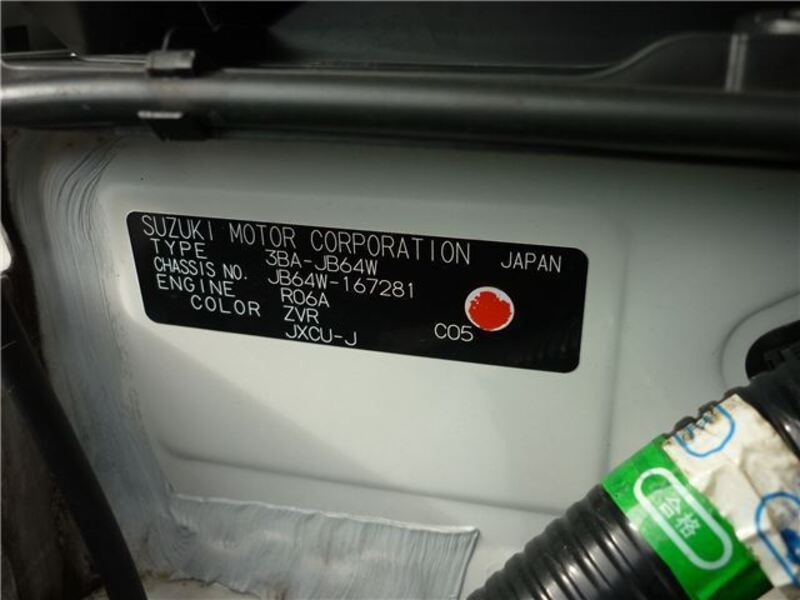 SUZUKI MOTOR CORPORATION JAPAN
TYPE 3BA-JB64W
CHASSIS NO. JB64W-167281
ENGINE R06A
COLOR ZVR
JXCU-J C05
合格